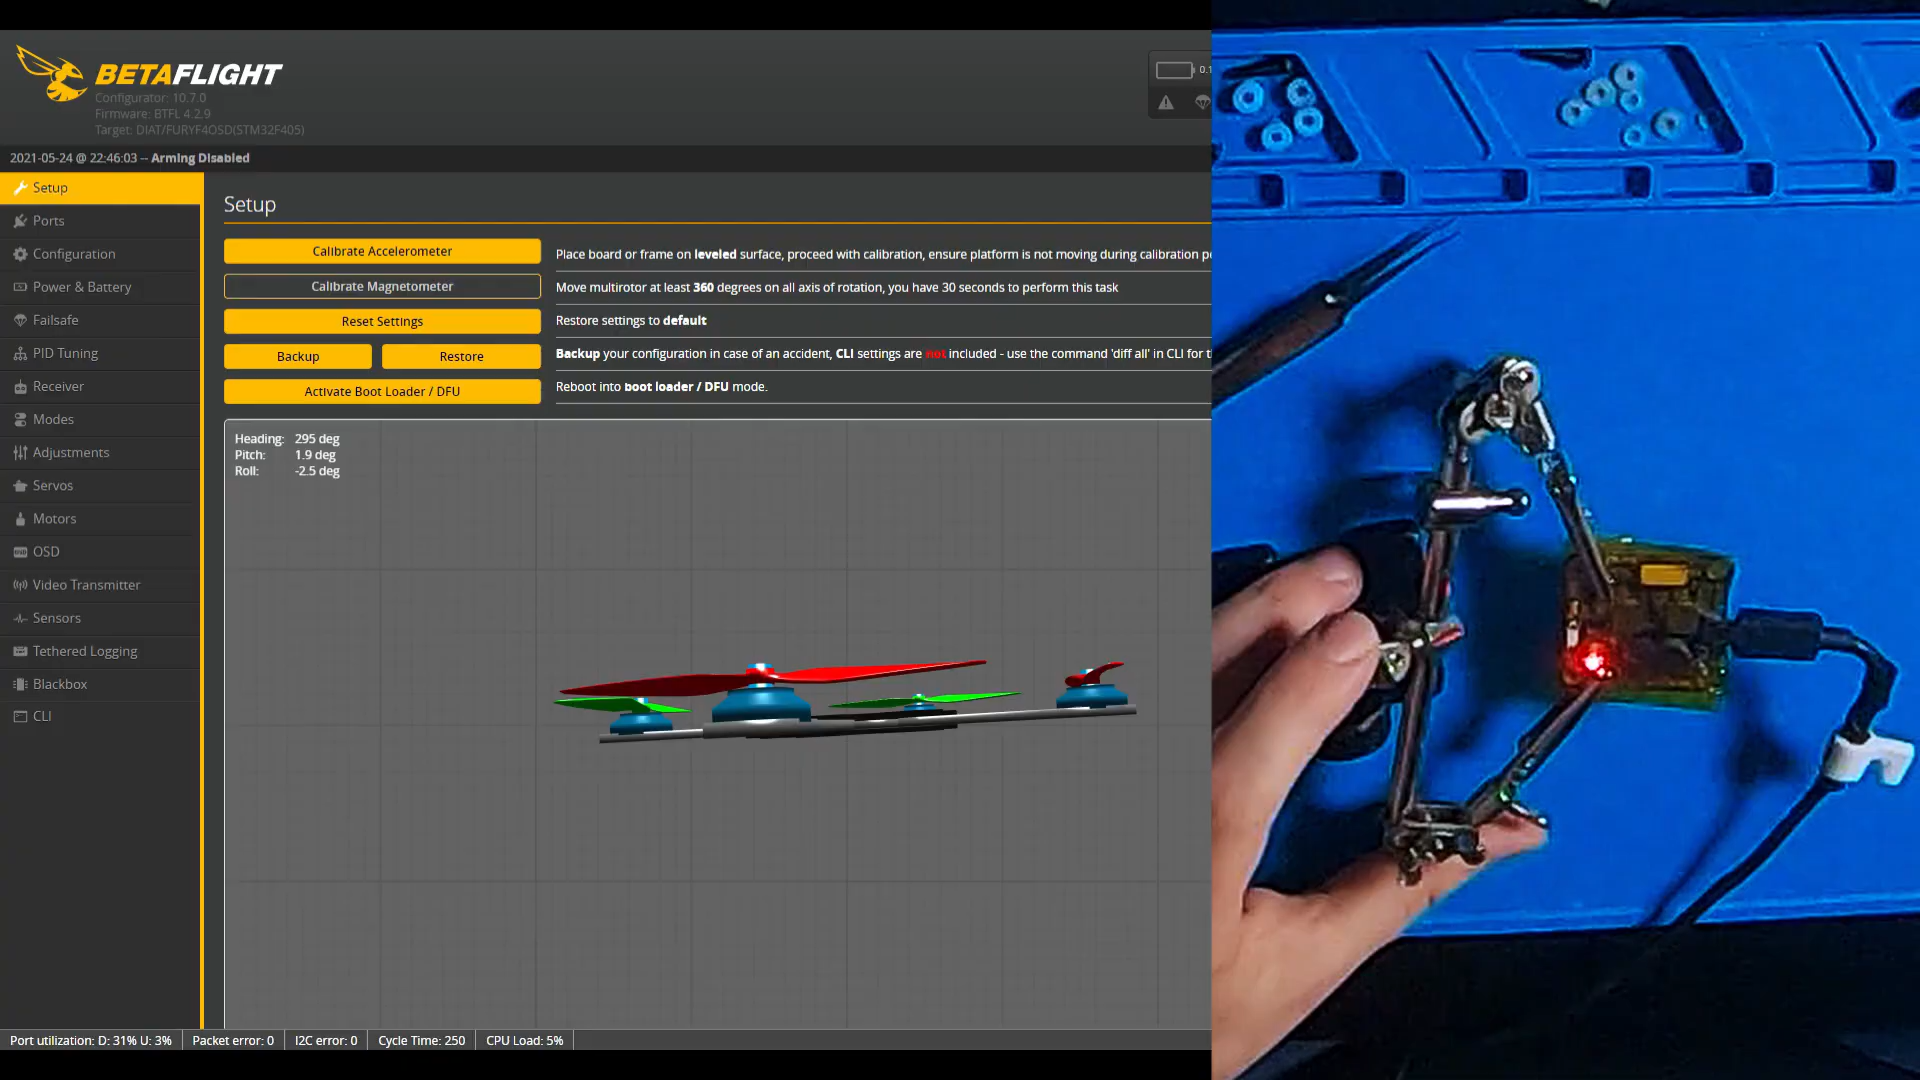 BETAFLIGHT
Configurator: 10.7.0
Firmware: BTFL 4.2.9
Target: DIAT/FURYF4OSD(STM32F405)
0.1
2021-05-24 @ 22:46:03 -- Arming Disabled
Setup
Ports
Configuration
Power & Battery
Failsafe
PID Tuning
Receiver
Modes
Adjustments
Servos
Motors
OSD
Video Transmitter
Sensors
Tethered Logging
Blackbox
CLI
Setup
Calibrate Accelerometer
Place board or frame on leveled surface, proceed with calibration, ensure platform is not moving during calibration
Calibrate Magnetometer
Move multirotor at least 360 degrees on all axis of rotation, you have 30 seconds to perform this task
Reset Settings
Restore settings to default
Backup Restore
Backup your configuration in case of an accident, CLI settings are not included - use the command 'diff all' in CLI for
Activate Boot Loader / DFU
Reboot into boot loader / DFU mode.
Heading: 295 deg
Pitch: 1.9 deg
Roll: -2.5 deg
Port utilization: D: 31% U: 3% Packet error: 0 I2C error: 0 Cycle Time: 250 CPU Load: 5%